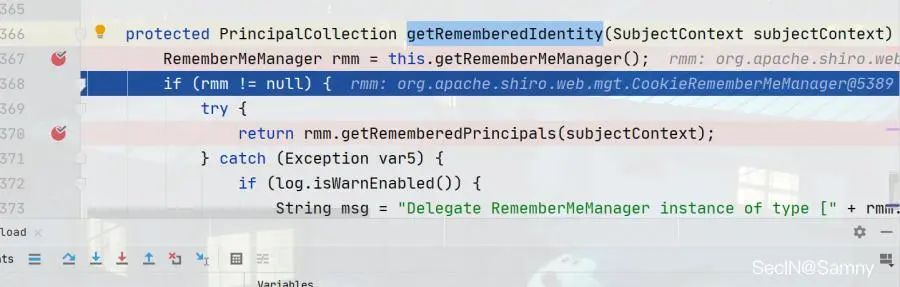 365
366 protected PrincipalCollection getRememberedIdentity(SubjectContext subjectContext)
367 RememberMeManager rmm = this.getRememberMeManager(); rmm: org.apache.shiro.web
368 if (rmm != null) { rmm: org.apache.shiro.web.mgt.CookieRememberMeManager@5389
369 try {
370 return rmm.getRememberedPrincipals(subjectContext);
371 } catch (Exception var5) {
372 if (log.isWarnEnabled()) {
373 String msg = "Delegate RememberMeManager instance of type [" + rmm.
load ×
nts
SecIN@Samny
Variables